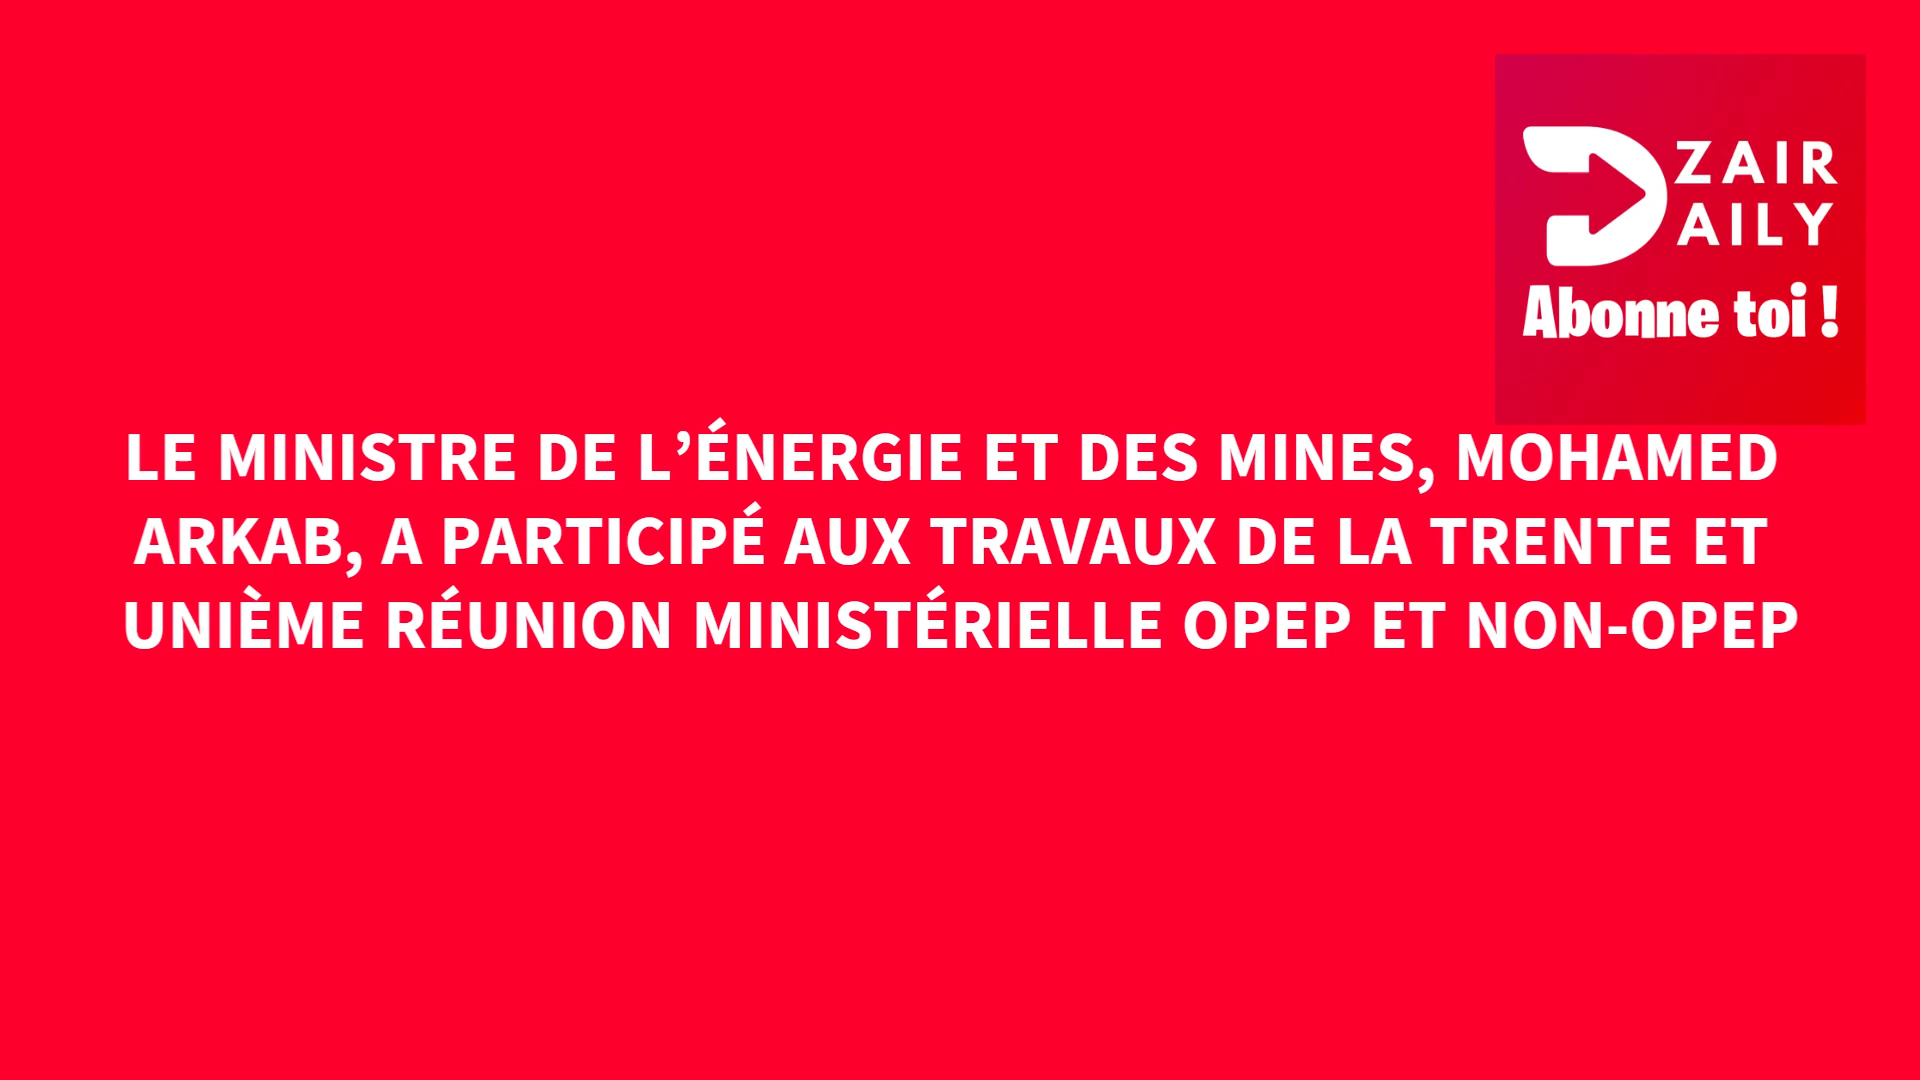 ZAIR
AILY
Abonne toi !
LE MINISTRE DE L’ÉNERGIE ET DES MINES, MOHAMED
ARKAB, A PARTICIPÉ AUX TRAVAUX DE LA TRENTE ET
UNIÈME RÉUNION MINISTÉRIELLE OPEP ET NON-OPEP